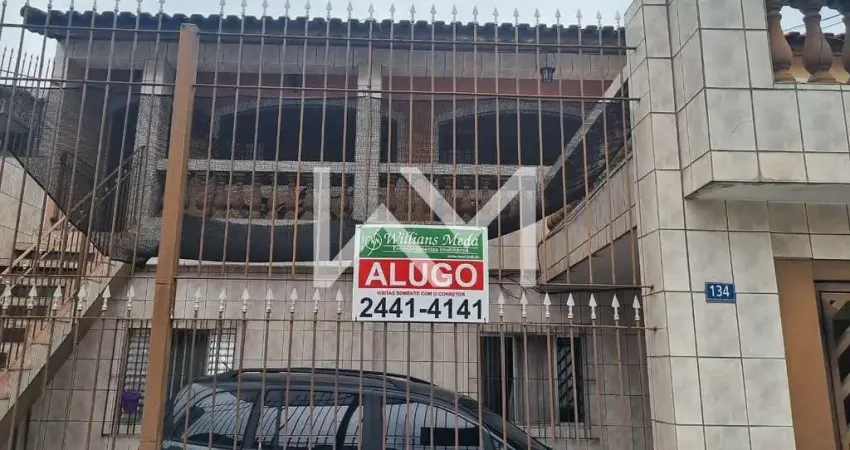 Willians Meda
ALUGO
VISITAS SOMENTE COM O CORRETOR
2441-4141
134